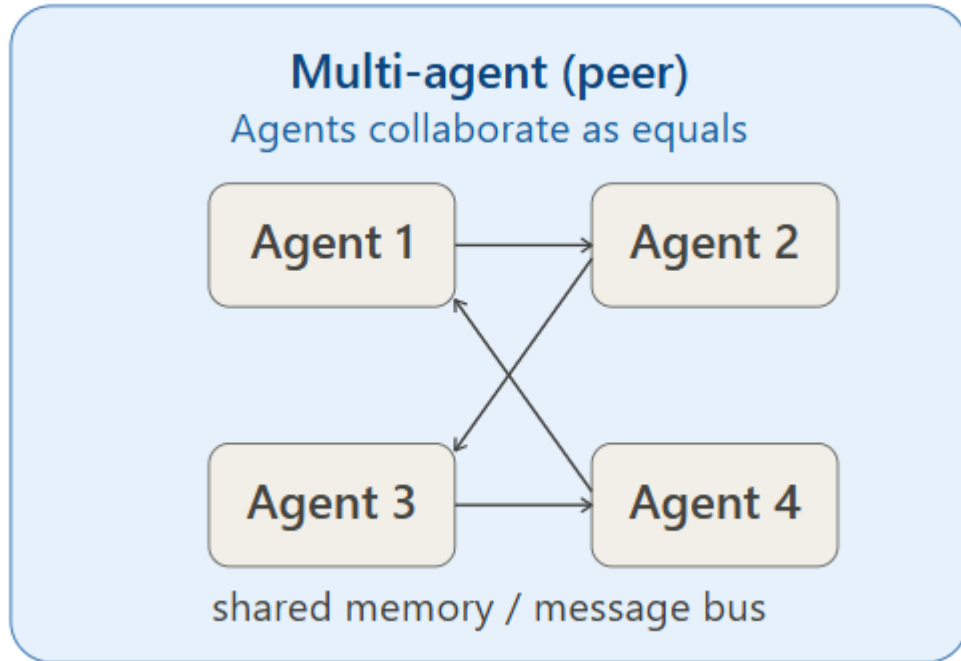 Multi-agent (peer)
Agents collaborate as equals
Agent 1
Agent 2
Agent 3
Agent 4
shared memory / message bus